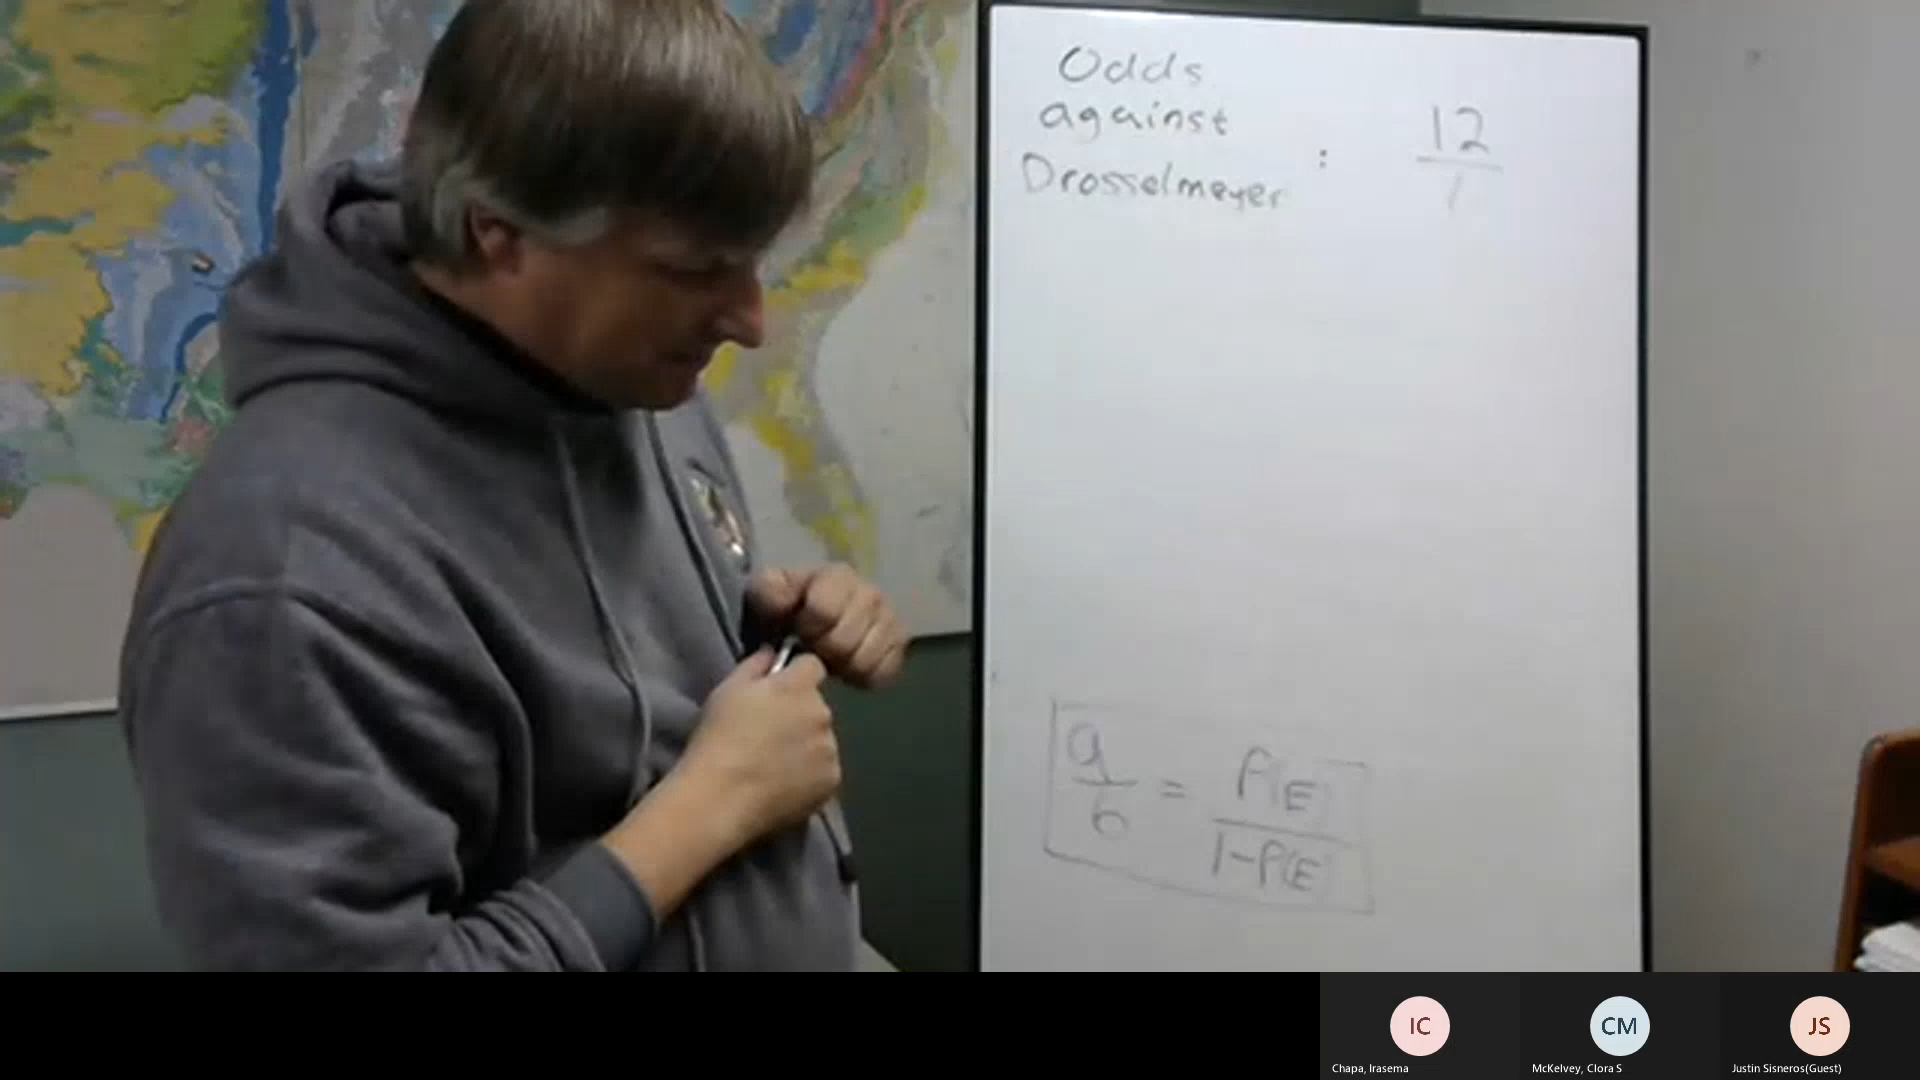 Odds
against
Drosselmeyer : 12/1
a/b = P(E)/1-P(E)
IC
CM
JS
Chapa, Irasema
McKelvey, Clora S
Justin Sisneros(Guest)